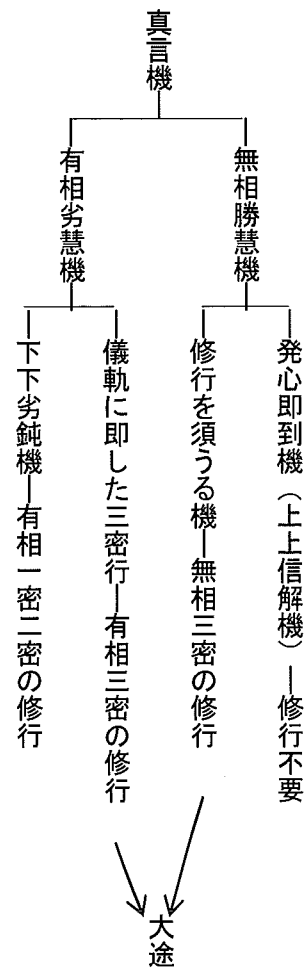 真言機
無相勝慧機
発心即到機（上上信解機）―修行不要
修行を須うる機―無相三密の修行
有相劣慧機
儀軌に即した三密行―有相三密の修行
下下劣鈍機―有相一密二密の修行
大途